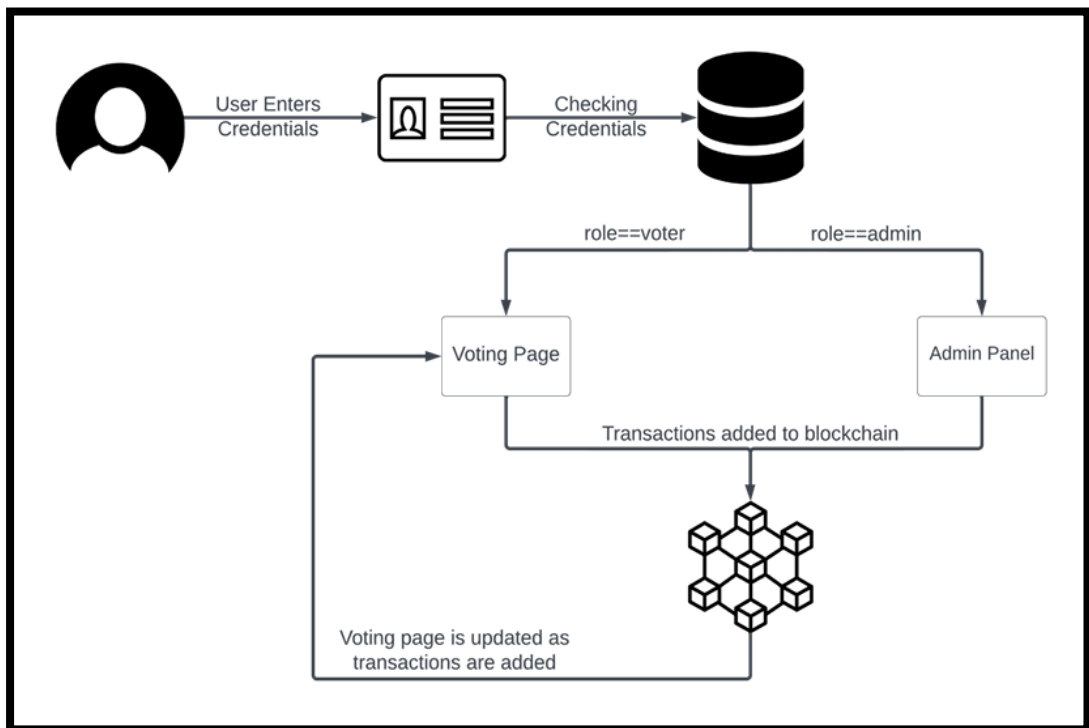 User Enters
Credentials
Checking
Credentials
role==voter
role==admin
Voting Page
Admin Panel
Transactions added to blockchain
Voting page is updated as
transactions are added